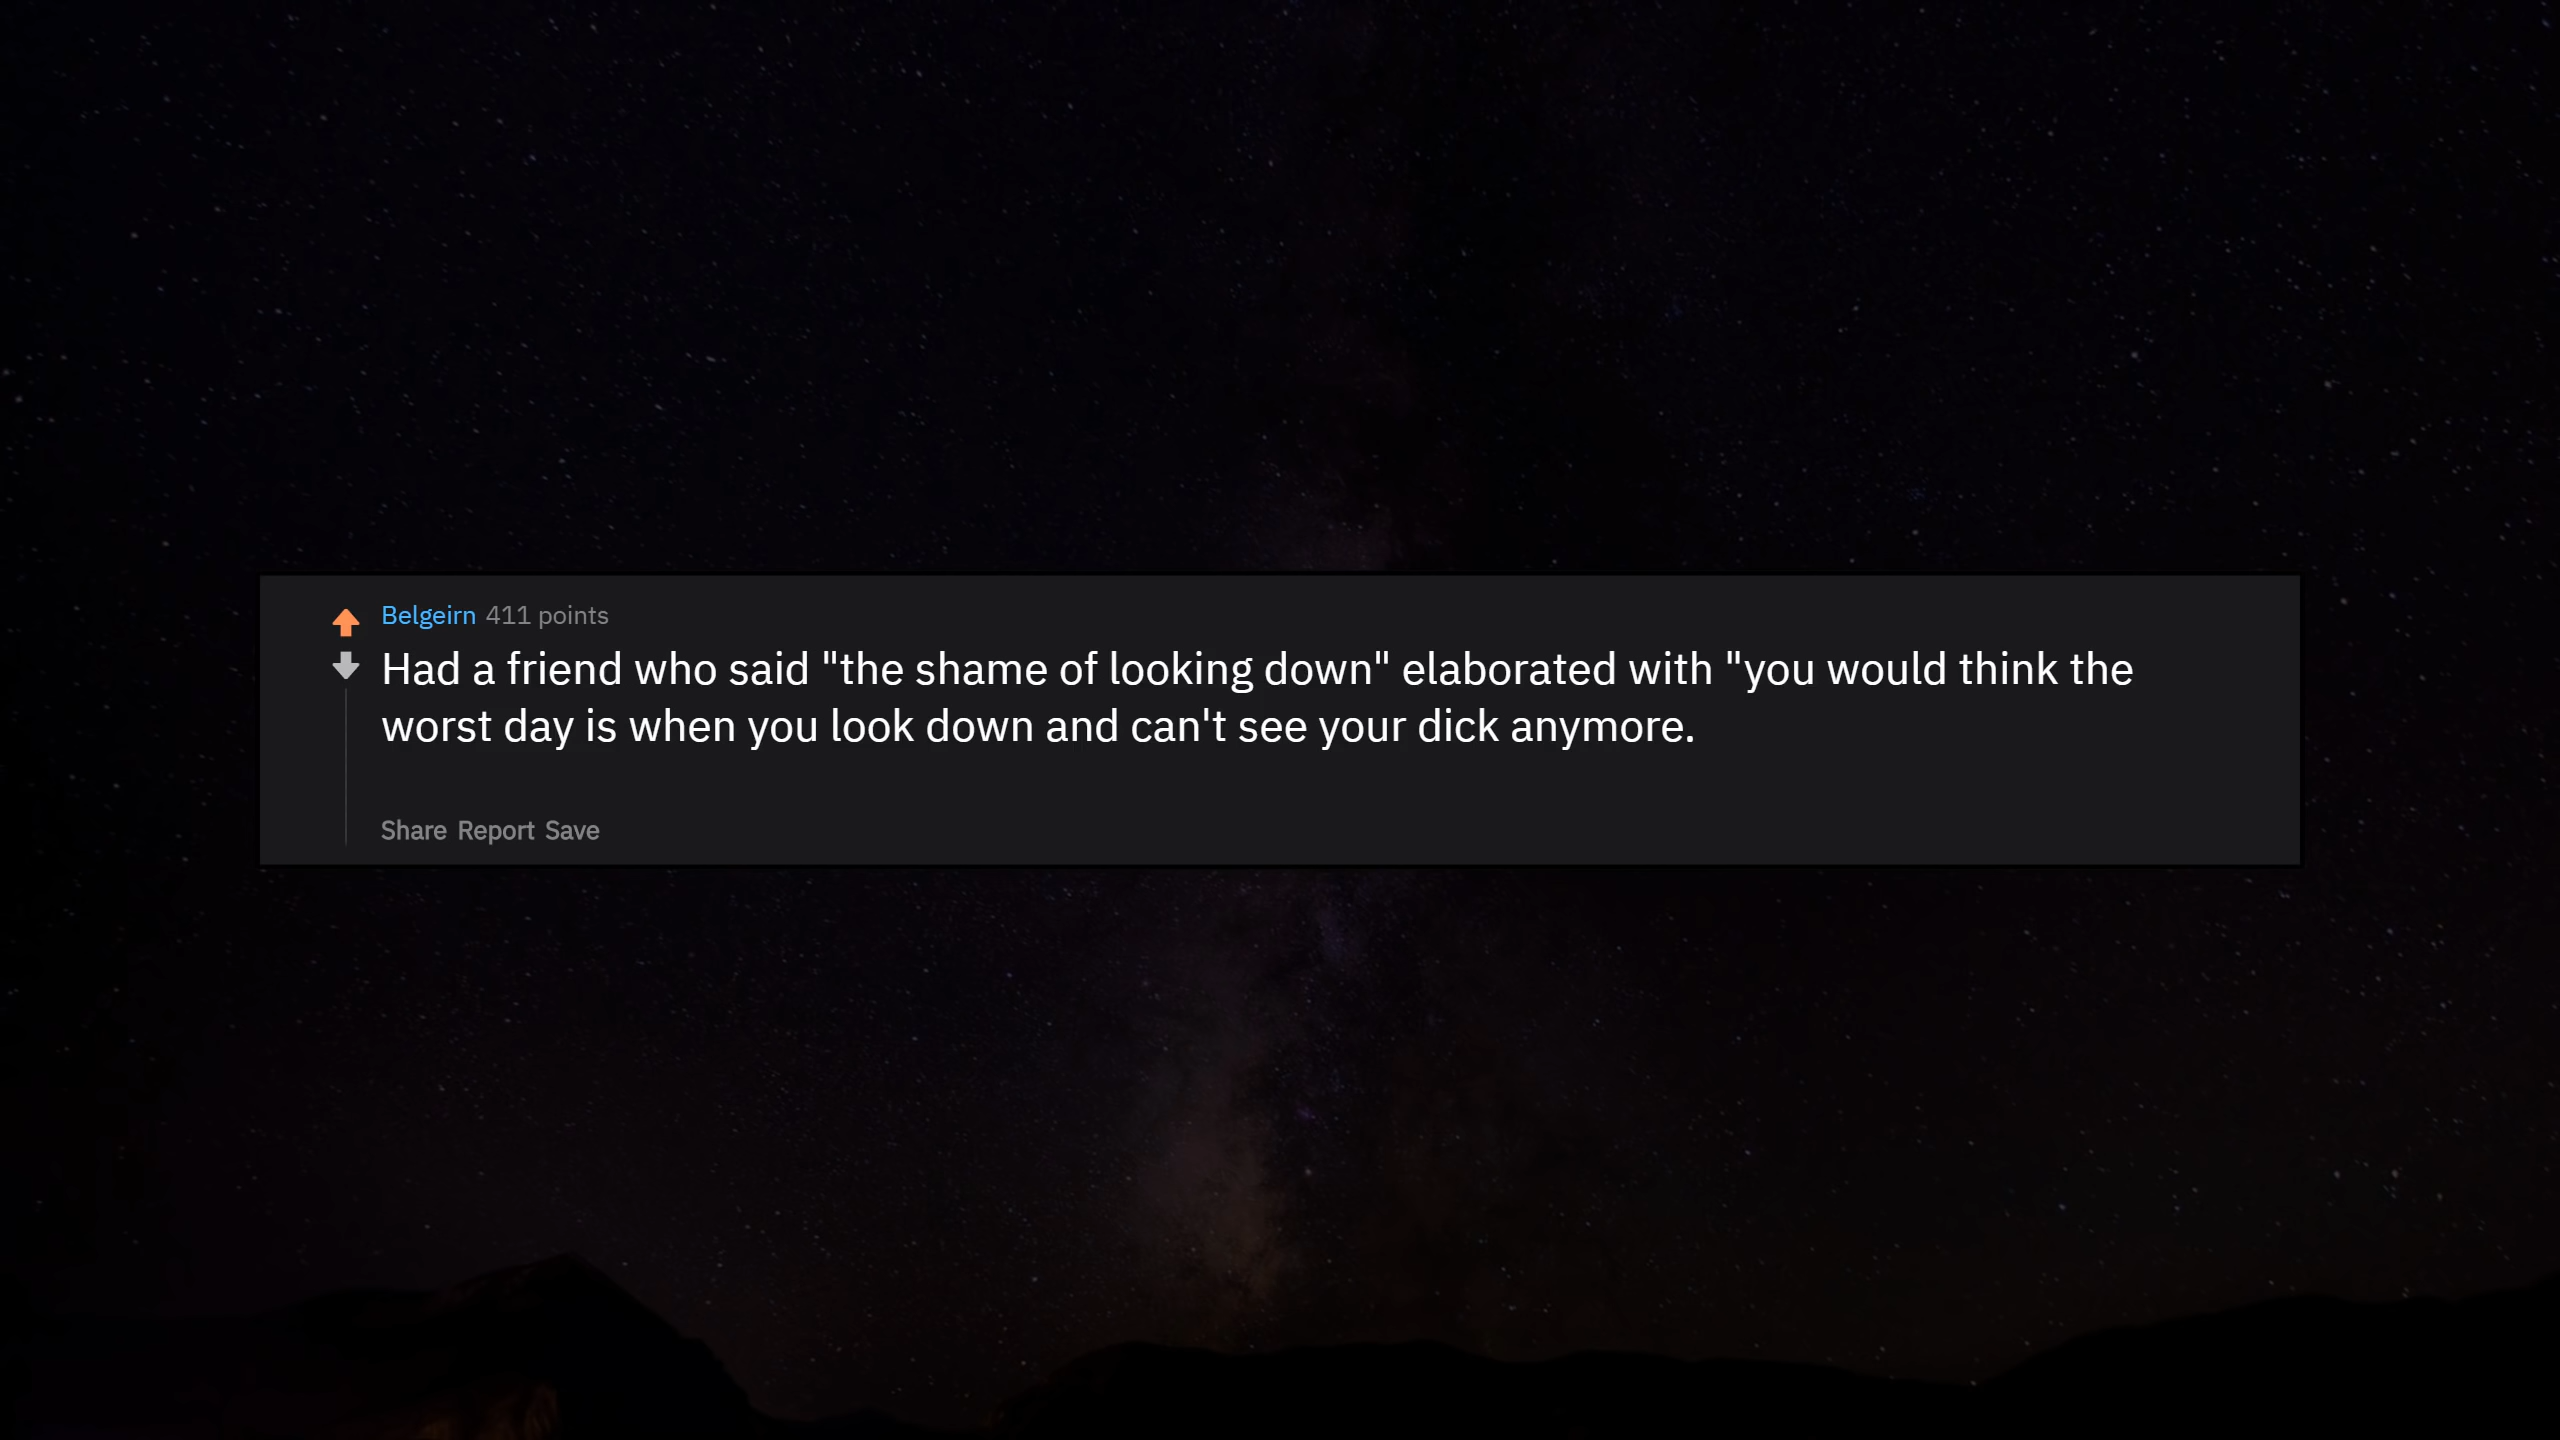 Belgeirn 411 points
Had a friend who said "the shame of looking down" elaborated with "you would think the
worst day is when you look down and can't see your dick anymore.
Share Report Save